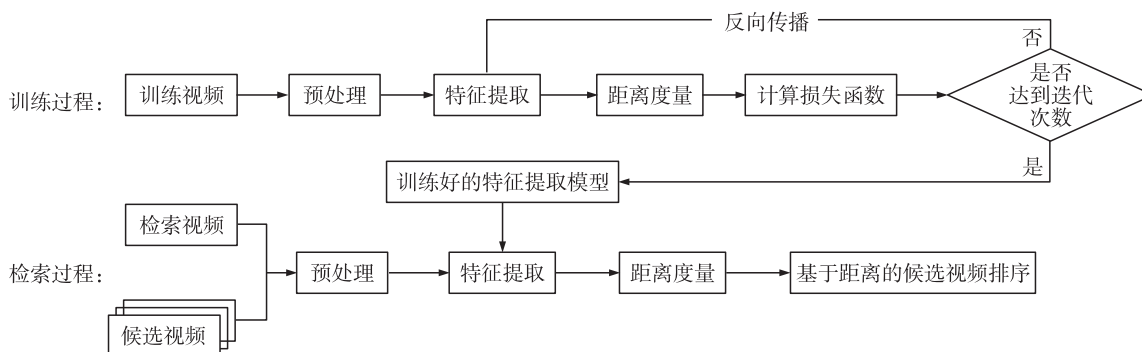 反向传播
否
训练过程:
训练视频
预处理
特征提取
距离度量
计算损失函数
是否
达到迭代
次数
是
训练好的特征提取模型
检索视频
检索过程:
预处理
特征提取
距离度量
基于距离的候选视频排序
候选视频